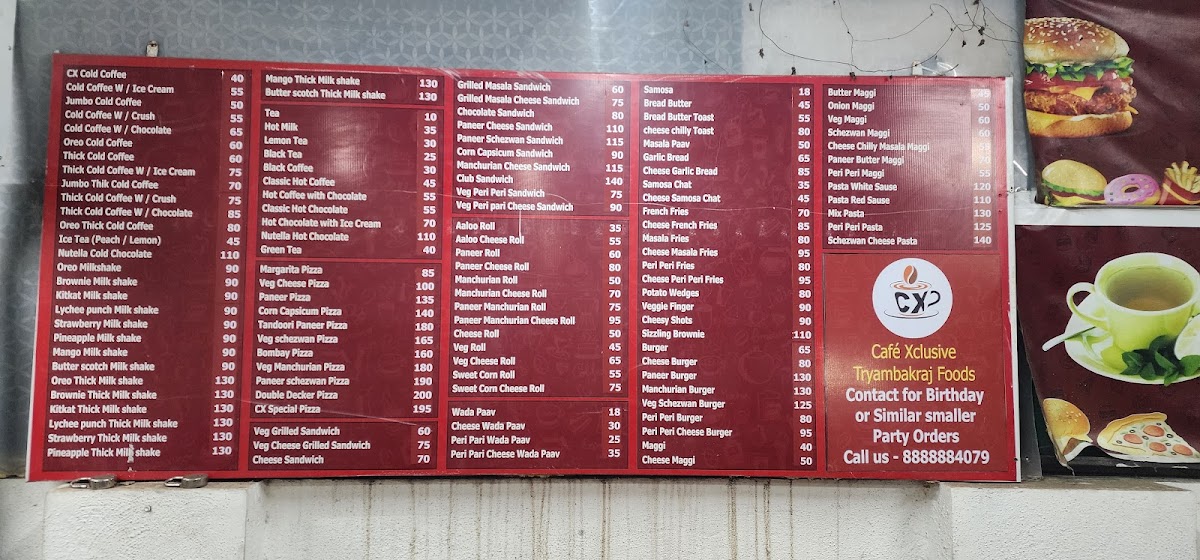 CX Cold Coffee 40
Cold Coffee W / Ice Cream 55
Jumbo Cold Coffee 50
Cold Coffee W / Crush 55
Cold Coffee W / Chocolate 65
Oreo Cold Coffee 60
Thick Cold Coffee 60
Thick Cold Coffee W / Ice Cream 75
Jumbo Thik Cold Coffee 70
Thick Cold Coffee W / Crush 75
Thick Cold Coffee W / Chocolate 85
Oreo Thick Cold Coffee 80
Ice Tea (Peach / Lemon) 45
Nutella Cold Chocolate 110
Oreo Milkshake 90
Brownie Milk shake 90
Kitkat Milk shake 90
Lychee punch Milk shake 90
Strawberry Milk shake 90
Pineapple Milk shake 90
Mango Milk shake 90
Butter scotch Milk shake 90
Oreo Thick Milk shake 130
Brownie Thick Milk shake 130
Kitkat Thick Milk shake 130
Lychee punch Thick Milk shake 130
Strawberry Thick Milk shake 130
Pineapple Thick Milk shake 130
Mango Thick Milk shake 130
Butter scotch Thick Milk shake 130
Tea 10
Hot Milk 35
Lemon Tea 30
Black Tea 25
Black Coffee 30
Classic Hot Coffee 45
Hot Coffee with Chocolate 55
Classic Hot Chocolate 55
Hot Chocolate with Ice Cream 70
Nutella Hot Chocolate 110
Green Tea 40
Margarita Pizza 85
Veg Cheese Pizza 100
Paneer Pizza 135
Corn Capsicum Pizza 140
Tandoori Paneer Pizza 180
Veg schezwan Pizza 165
Bombay Pizza 160
Veg Manchurian Pizza 180
Paneer schezwan Pizza 190
Double Decker Pizza 200
CX Special Pizza 195
Veg Grilled Sandwich 60
Veg Cheese Grilled Sandwich 75
Cheese Sandwich 70
Grilled Masala Sandwich 60
Grilled Masala Cheese Sandwich 75
Chocolate Sandwich 80
Paneer Cheese Sandwich 110
Paneer Schezwan Sandwich 115
Corn Capsicum Sandwich 90
Manchurian Cheese Sandwich 115
Club Sandwich 140
Veg Peri Peri Sandwich 75
Veg Peri pari Cheese Sandwich 90
Aaloo Roll 35
Aaloo Cheese Roll 55
Paneer Roll 60
Paneer Cheese Roll 80
Manchurian Roll 50
Manchurian Cheese Roll 70
Paneer Manchurian Roll 75
Paneer Manchurian Cheese Roll 95
Cheese Roll 50
Veg Roll 45
Veg Cheese Roll 65
Sweet Corn Roll 55
Sweet Corn Cheese Roll 75
Wada Paav 18
Cheese Wada Paav 30
Peri Pari Wada Paav 25
Peri Pari Cheese Wada Paav 35
Samosa 18
Bread Butter 45
Bread Butter Toast 55
cheese chilly Toast 80
Masala Paav 50
Garlic Bread 65
Cheese Garlic Bread 85
Samosa Chat 35
Cheese Samosa Chat 45
French Fries 70
Cheese French Fries 85
Masala Fries 80
Cheese Masala Fries 95
Peri Peri Fries 80
Cheese Peri Peri Fries 95
Potato Wedges 80
Veggie Finger 90
Cheesy Shots 90
Sizzling Brownie 110
Burger 65
Cheese Burger 80
Paneer Burger 130
Manchurian Burger 130
Veg Schezwan Burger 125
Peri Peri Burger 80
Peri Peri Cheese Burger 95
Maggi 40
Cheese Maggi 50
Butter Maggi 45
Onion Maggi 50
Veg Maggi 60
Schezwan Maggi 60
Cheese Chilly Masala Maggi
Paneer Butter Maggi 90
Peri Peri Maggi 55
Pasta White Sause 120
Pasta Red Sause 110
Mix Pasta 130
Peri Peri Pasta 125
Schezwan Cheese Pasta 140
CX
Café Xclusive
Tryambakraj Foods
Contact for Birthday
or Similar smaller
Party Orders
Call us - 8888884079